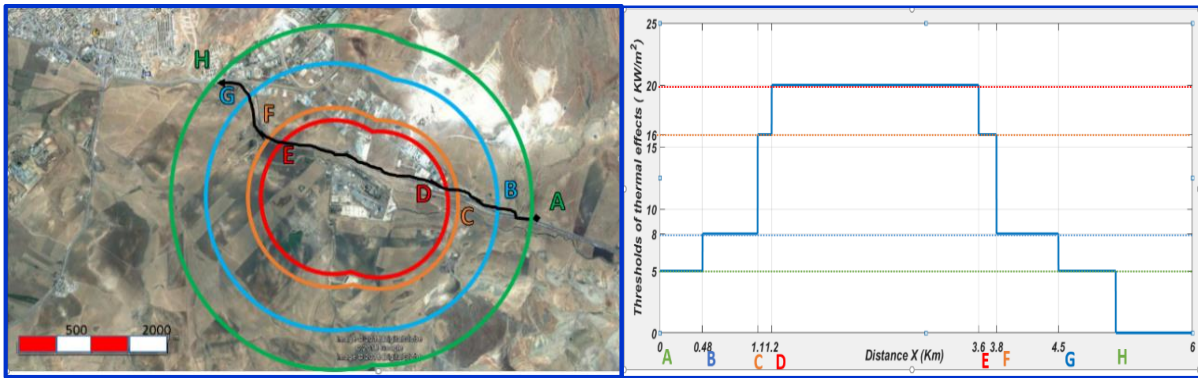 H
G
F
E
D
C
B
A
500
2000
Thresholds of thermal effects ( KW/m²)
25
20
16
15
10
8
5
0
0 0.48 1.11 1.2 3.6 3.8 4.5 6
A B C D Distance X (Km) E F G H